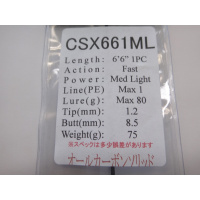 CSX661ML
Length: 6'6" 1PC
Action: Fast
Power: Med Light
Line(PE) Max 1
Lure(g): Max 80
Tip(mm): 1.2
Butt(mm): 8.5
Weight(g): 75
※スペックは多少誤差があります
オールカーボンソリッド